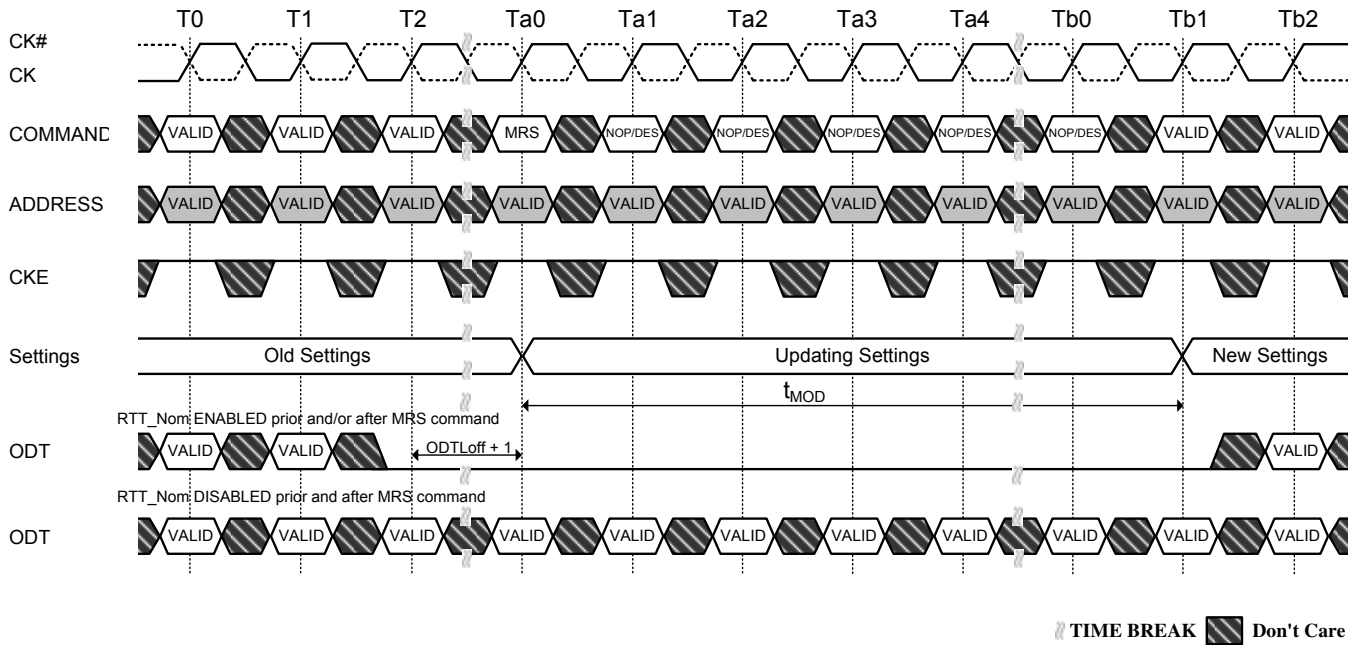 T0 T1 T2 Ta0 Ta1 Ta2 Ta3 Ta4 Tb0 Tb1 Tb2
CK#
CK
COMMAND VALID VALID VALID MRS NOP/DES NOP/DES NOP/DES NOP/DES NOP/DES VALID VALID
ADDRESS VALID VALID VALID VALID VALID VALID VALID VALID VALID VALID VALID
CKE
Settings Old Settings Updating Settings New Settings
tMOD
RTT_Nom ENABLED prior and/or after MRS command
ODT VALID VALID ODTLoff + 1 VALID
RTT_Nom DISABLED prior and after MRS command
ODT VALID VALID VALID VALID VALID VALID VALID VALID VALID VALID VALID
TIME BREAK Don't Care